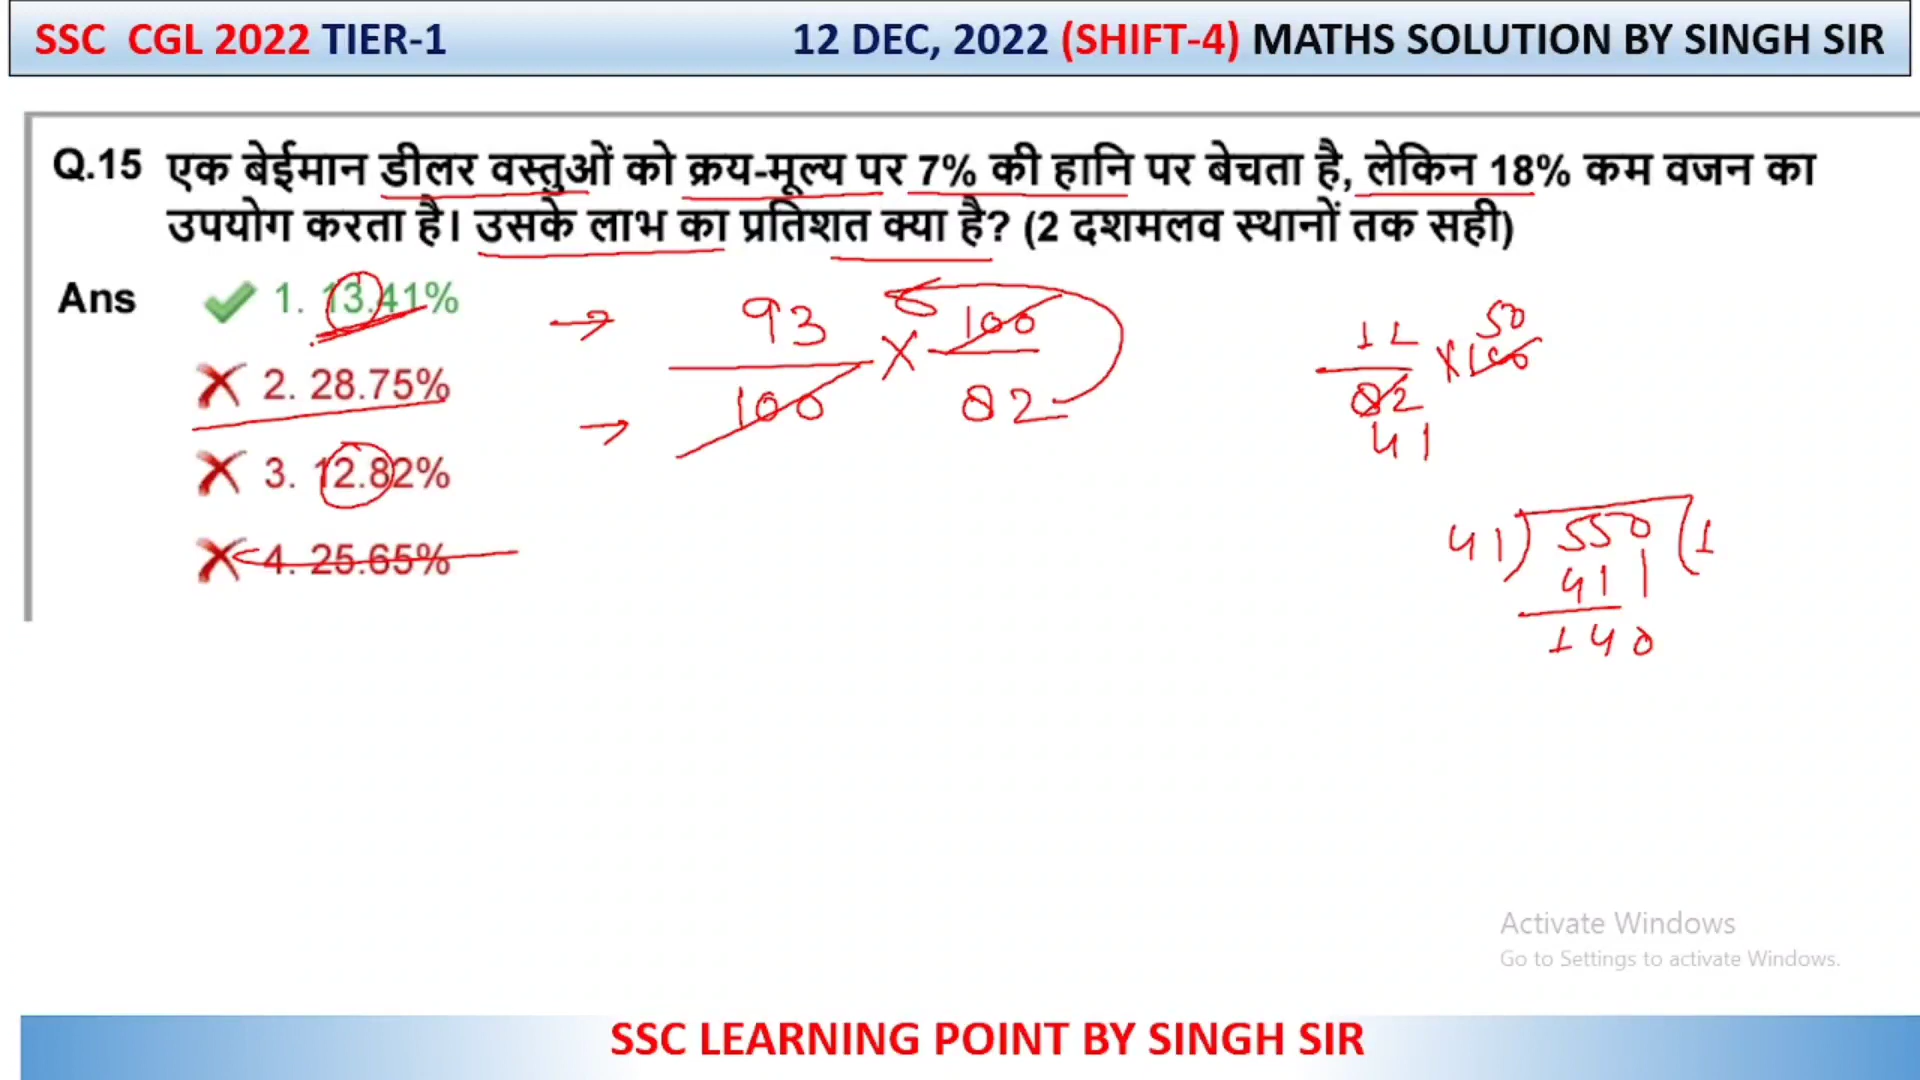 SSC CGL 2022 TIER-1 12 DEC, 2022 (SHIFT-4) MATHS SOLUTION BY SINGH SIR
Q.15 एक बेईमान डीलर वस्तुओं को क्रय-मूल्य पर 7% की हानि पर बेचता है, लेकिन 18% कम वजन का
उपयोग करता है। उसके लाभ का प्रतिशत क्या है? (2 दशमलव स्थानों तक सही)
Ans 1. 13.41%
2. 28.75%
3. 12.82%
4. 25.65%
→ 93 × 100
→ 100 82
50
11 × 100
82
41
41) 550 (1
41
140
Activate Windows
Go to Settings to activate Windows.
SSC LEARNING POINT BY SINGH SIR